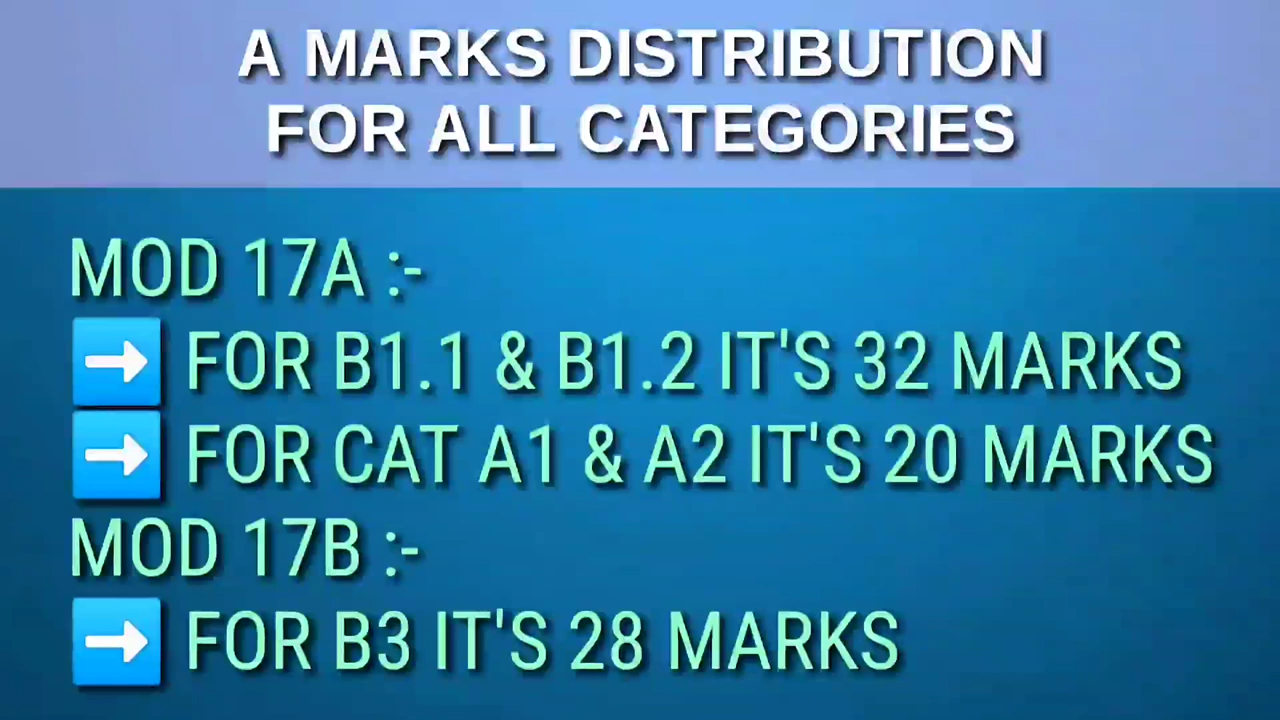 A MARKS DISTRIBUTION
FOR ALL CATEGORIES
MOD 17A :-
➡ FOR B1.1 & B1.2 IT'S 32 MARKS
➡ FOR CAT A1 & A2 IT'S 20 MARKS
MOD 17B :-
➡ FOR B3 IT'S 28 MARKS